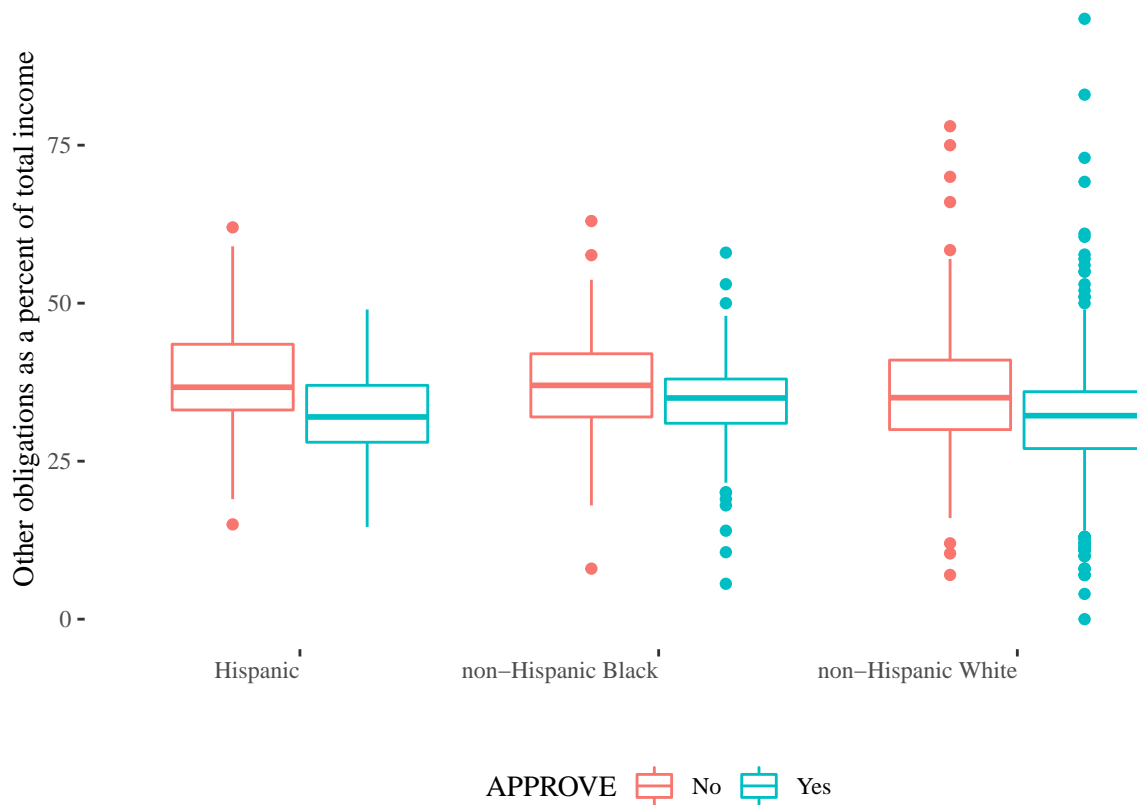 Other obligations as a percent of total income
75
50
25
0
Hispanic
non−Hispanic Black
non−Hispanic White
APPROVE No Yes